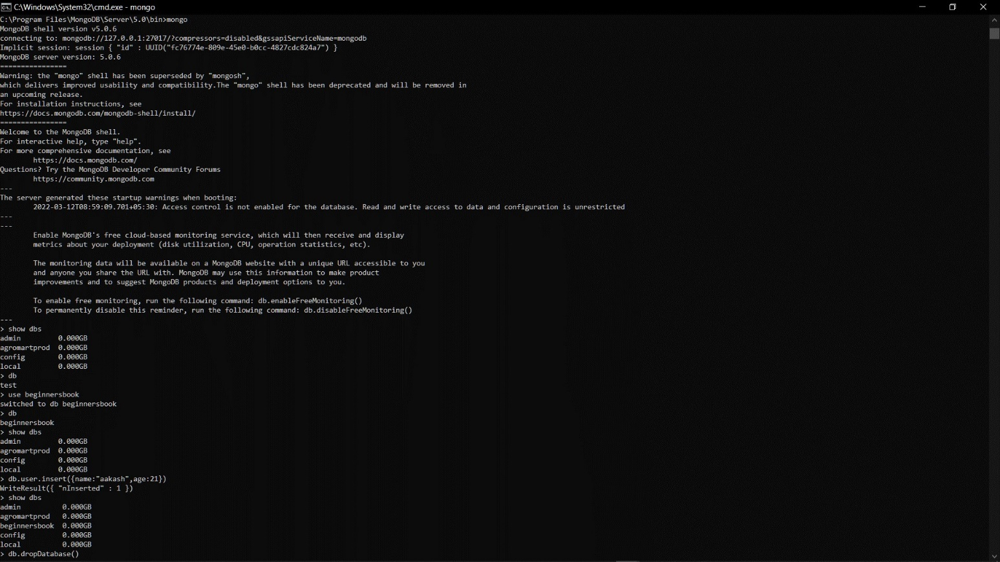 C:\Windows\System32\cmd.exe - mongo
C:\Program Files\MongoDB\Server\5.0\bin>mongo
MongoDB shell version v5.0.6
connecting to: mongodb://127.0.0.1:27017/?compressors=disabled&gssapiServiceName=mongodb
Implicit session: session { "id" : UUID("fc76774e-809e-45e0-b0cc-4827cdc824a7") }
MongoDB server version: 5.0.6
================
Warning: the "mongo" shell has been superseded by "mongosh",
which delivers improved usability and compatibility.The "mongo" shell has been deprecated and will be removed in
an upcoming release.
For installation instructions, see
https://docs.mongodb.com/mongodb-shell/install/
================
Welcome to the MongoDB shell.
For interactive help, type "help".
For more comprehensive documentation, see
        https://docs.mongodb.com/
Questions? Try the MongoDB Developer Community Forums
        https://community.mongodb.com
---
The server generated these startup warnings when booting:
        2022-03-12T08:59:09.701+05:30: Access control is not enabled for the database. Read and write access to data and configuration is unrestricted
---
---
        Enable MongoDB's free cloud-based monitoring service, which will then receive and display
        metrics about your deployment (disk utilization, CPU, operation statistics, etc).

        The monitoring data will be available on a MongoDB website with a unique URL accessible to you
        and anyone you share the URL with. MongoDB may use this information to make product
        improvements and to suggest MongoDB products and deployment options to you.

        To enable free monitoring, run the following command: db.enableFreeMonitoring()
        To permanently disable this reminder, run the following command: db.disableFreeMonitoring()
---
> show dbs
admin         0.000GB
agromartprod  0.000GB
config        0.000GB
local         0.000GB
> db
test
> use beginnersbook
switched to db beginnersbook
> db
beginnersbook
> show dbs
admin         0.000GB
agromartprod  0.000GB
config        0.000GB
local         0.000GB
> db.user.insert({name:"aakash",age:21})
WriteResult({ "nInserted" : 1 })
> show dbs
admin          0.000GB
agromartprod   0.000GB
beginnersbook  0.000GB
config         0.000GB
local          0.000GB
> db.dropDatabase()